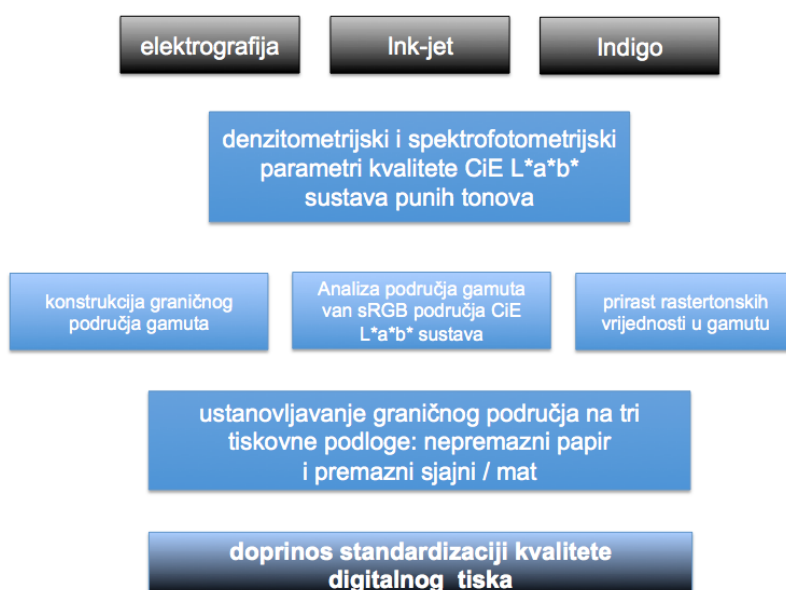 elektrografija
Ink-jet
Indigo
denzitometrijski i spektrofotometrijski
parametri kvalitete CiE L*a*b*
sustava punih tonova
konstrukcija graničnog
područja gamuta
Analiza područja gamuta
van sRGB područja CiE
L*a*b* sustava
prirast rastertonskih
vrijednosti u gamutu
ustanovljavanje graničnog područja na tri
tiskovne podloge: nepremazni papir
i premazni sjajni / mat
doprinos standardizaciji kvalitete
digitalnog tiska